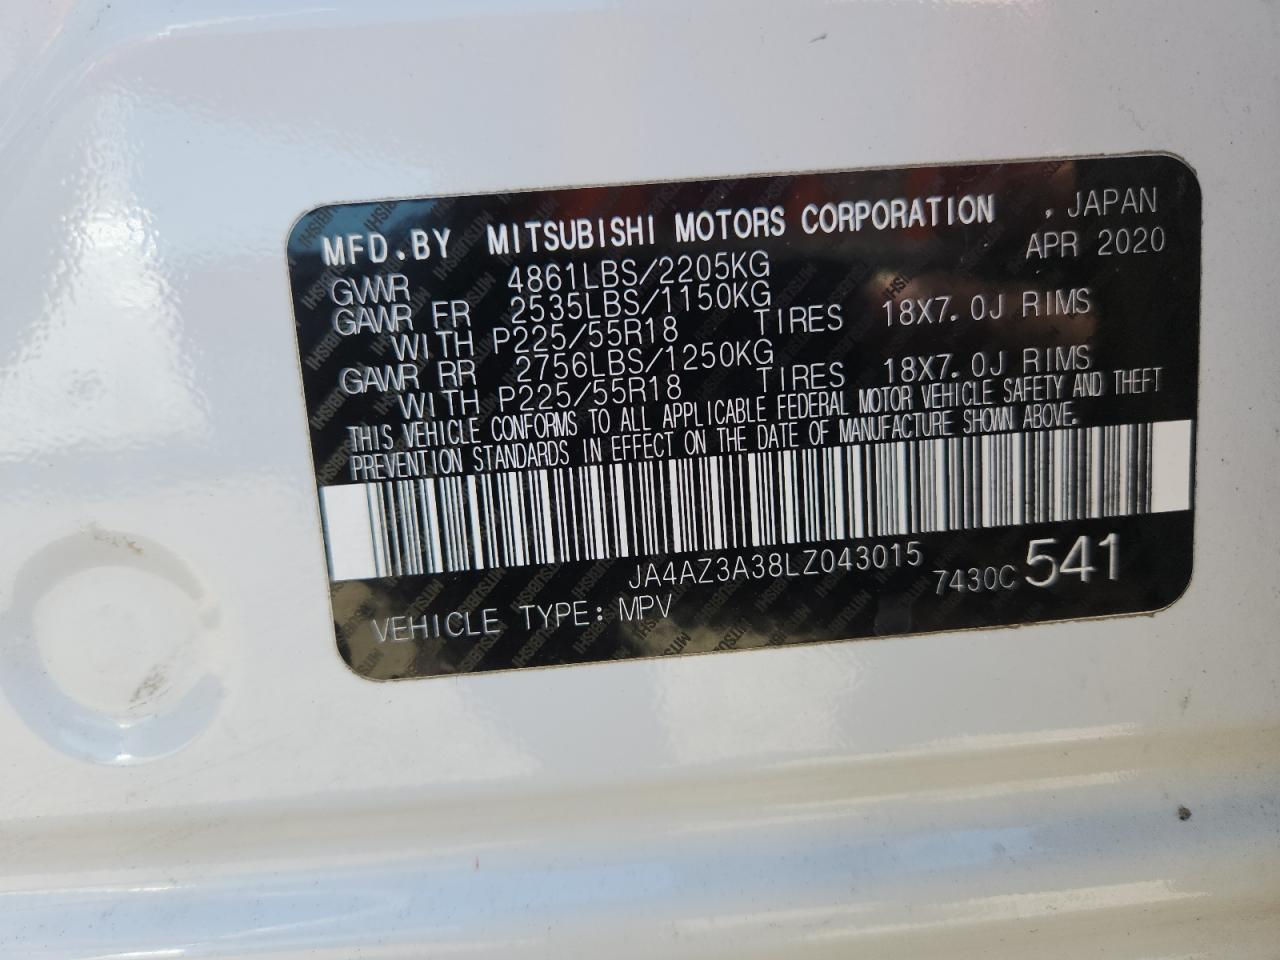 MFD.BY MITSUBISHI MOTORS CORPORATION , JAPAN
APR 2020
GVWR 4861LBS/2205KG
GAWR FR 2535LBS/1150KG
WITH P225/55R18 TIRES 18X7.0J RIMS
GAWR RR 2756LBS/1250KG
WITH P225/55R18 TIRES 18X7.0J RIMS
THIS VEHICLE CONFORMS TO ALL APPLICABLE FEDERAL MOTOR VEHICLE SAFETY AND THEFT
PREVENTION STANDARDS IN EFFECT ON THE DATE OF MANUFACTURE SHOWN ABOVE.
JA4AZ3A38LZ043015 7430C 541
VEHICLE TYPE: MPV